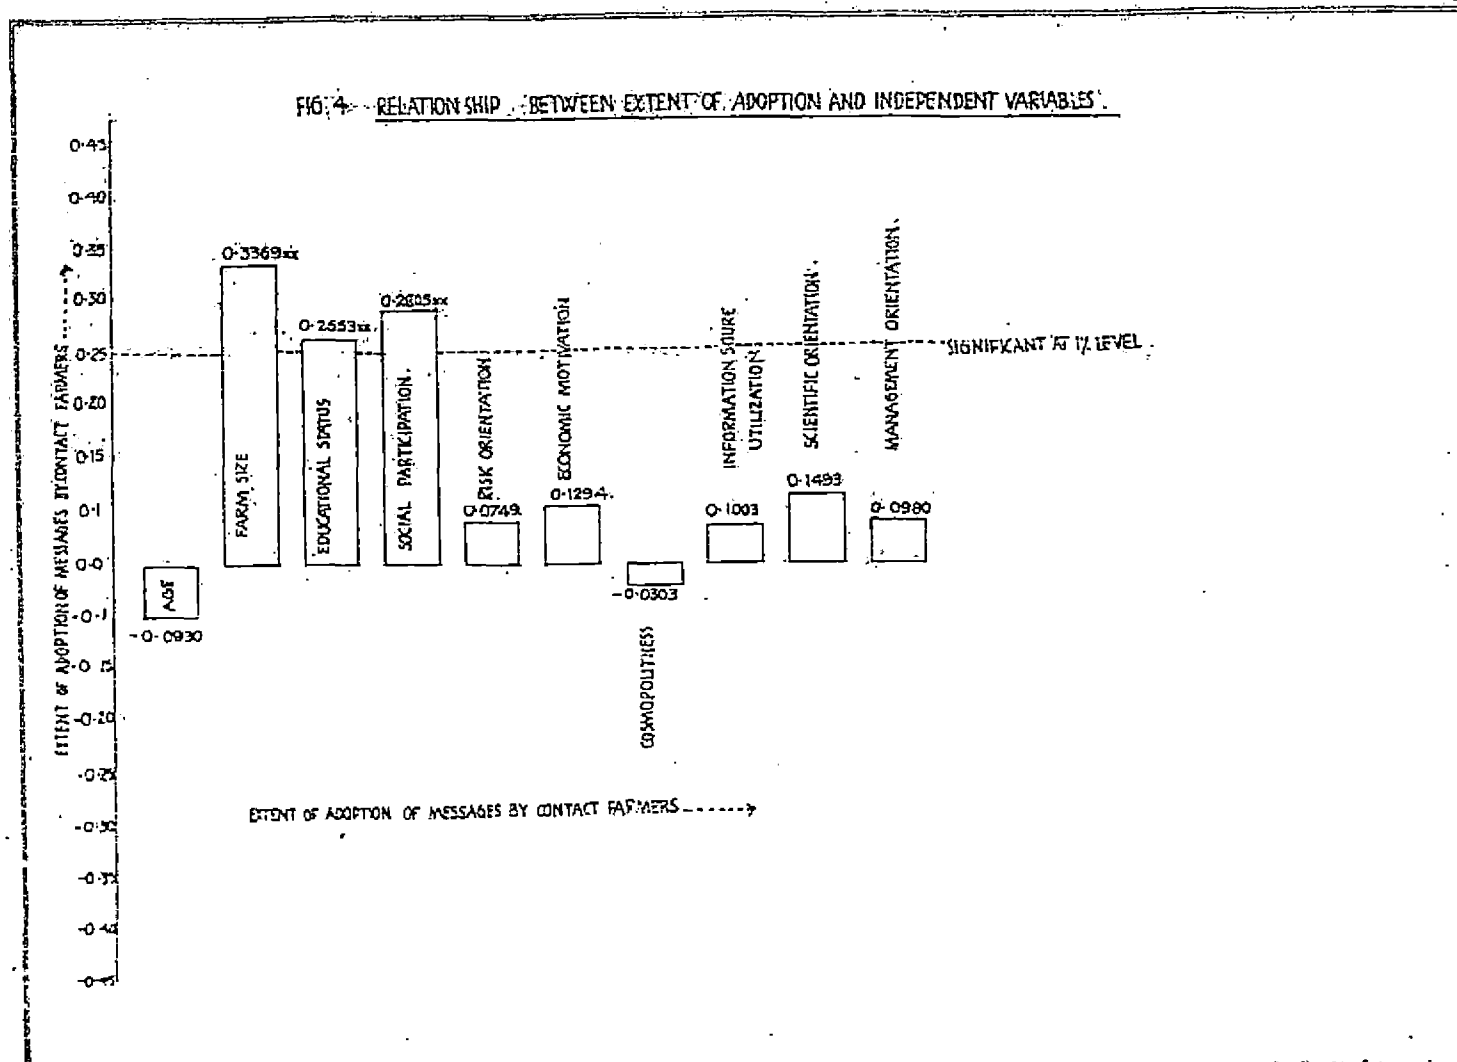 FIG. 4 RELATIONSHIP BETWEEN EXTENT OF ADOPTION AND INDEPENDENT VARIABLES.
EXTENT OF ADOPTION OF MESSAGES BY CONTACT FARMERS
0.45
0.40
0.35
0.30
0.25
0.20
0.15
0.1
0.0
-0.1
-0.15
-0.20
-0.25
-0.30
-0.35
-0.40
-0.45
AGE
-0.0930
0.3369xx
FARM SIZE
0.2553xx
EDUCATIONAL STATUS
0.2805xx
SOCIAL PARTICIPATION.
RISK ORIENTATION
0.0749
ECONOMIC MOTIVATION
0.1294
-0.0303
COSMOPOLITNESS
INFORMATION SOURE
UTILIZATION
0.1003
SCIENTIFIC ORIENTATION
0.1493
MANAGEMENT ORIENTATION.
0.0980
SIGNIFICANT AT 1% LEVEL
EXTENT OF ADOPTION OF MESSAGES BY CONTACT FARMERS